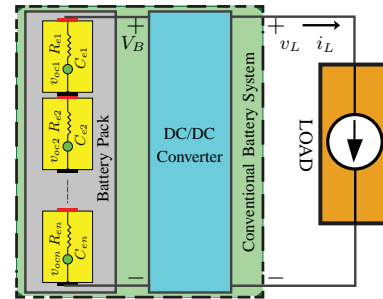 v_{oc1} R_{e1} C_{e1}
v_{oc2} R_{e2} C_{e2}
v_{ocn} R_{en} C_{en}
Battery Pack
+ V_B −
DC/DC
Converter
Conventional Battery System
+ v_L −
i_L
LOAD